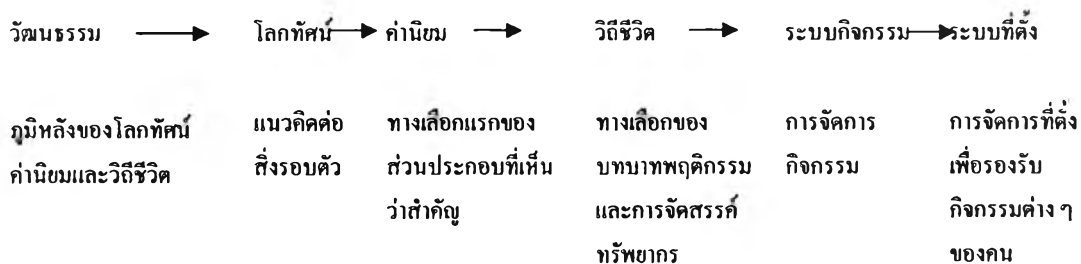 วัฒนธรรม → โลกทัศน์ → ค่านิยม → วิถีชีวิต → ระบบกิจกรรม → ระบบที่ตั้ง
ภูมิหลังของโลกทัศน์ แนวคิดต่อ ทางเลือกแรกของ ทางเลือกของ การจัดการ การจัดการที่ตั้ง
ค่านิยมและวิถีชีวิต สิ่งรอบตัว ส่วนประกอบที่เห็น บทบาทพฤติกรรม กิจกรรม เพื่อรองรับ
ว่าสำคัญ และการจัดสรรค์ กิจกรรมต่าง ๆ
ทรัพยากร ของคน